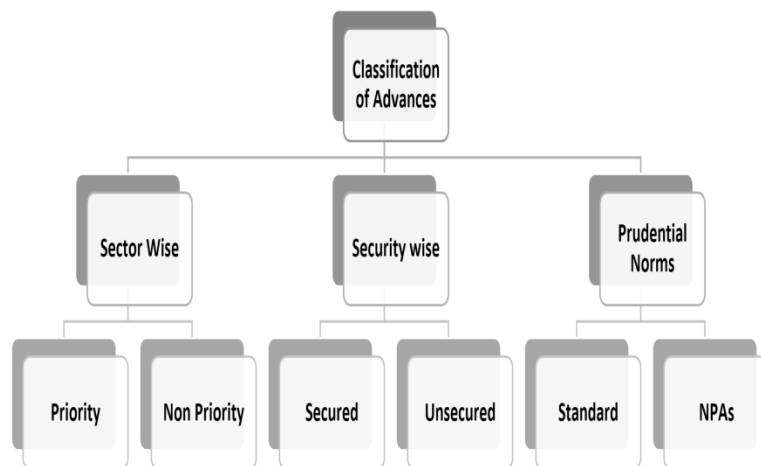 Classification
of Advances
Sector Wise
Security wise
Prudential
Norms
Priority
Non Priority
Secured
Unsecured
Standard
NPAs